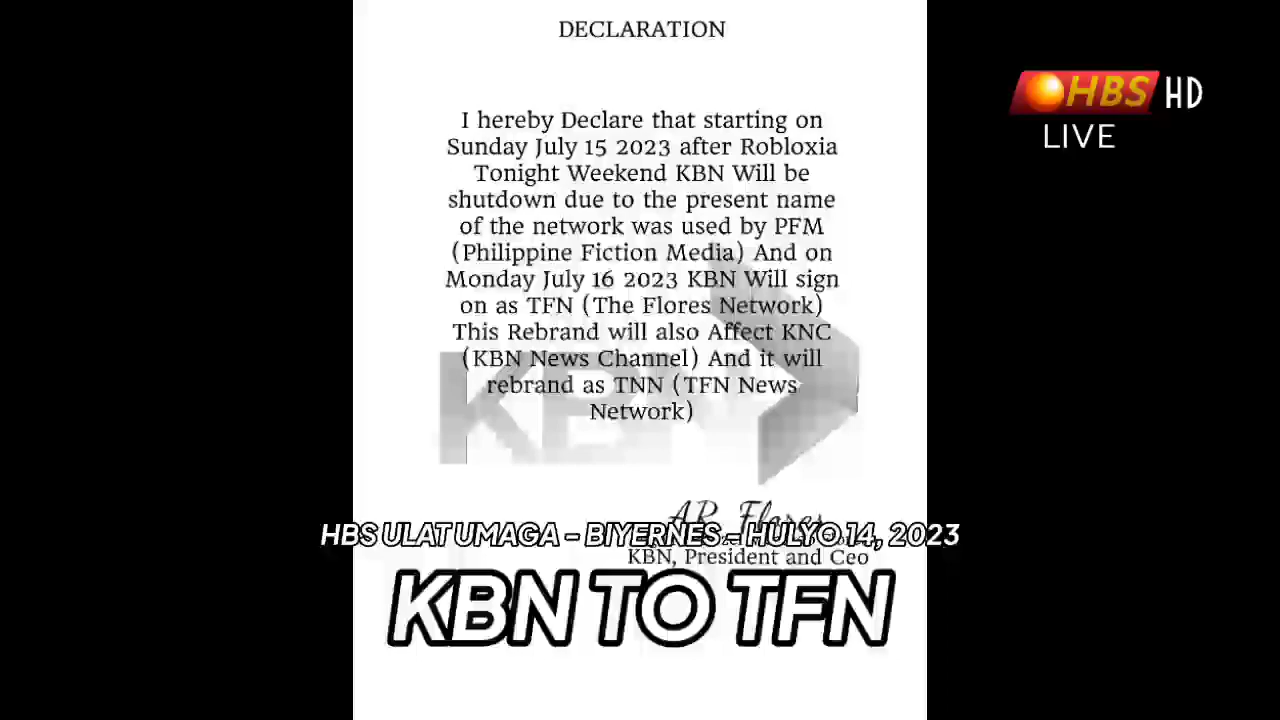 DECLARATION
I hereby Declare that starting on
Sunday July 15 2023 after Robloxia
Tonight Weekend KBN Will be
shutdown due to the present name
of the network was used by PFM
(Philippine Fiction Media) And on
Monday July 16 2023 KBN Will sign
on as TFN (The Flores Network)
This Rebrand will also Affect KNC
(KBN News Channel) And it will
rebrand as TNN (TFN News
Network)
KBN
AR Flores
KBN, President and Ceo
HBS ULAT UMAGA - BIYERNES - HULYO 14, 2023
KBN TO TFN
HBS HD
LIVE